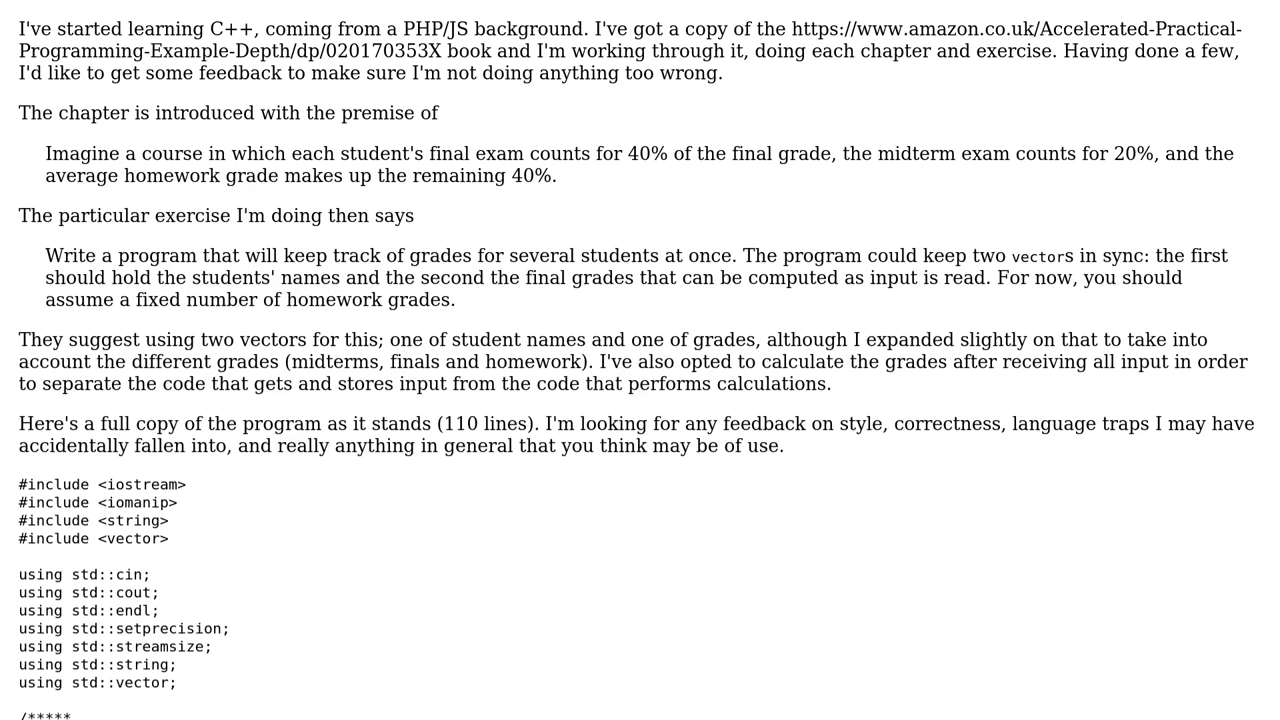 I've started learning C++, coming from a PHP/JS background. I've got a copy of the https://www.amazon.co.uk/Accelerated-Practical-
Programming-Example-Depth/dp/020170353X book and I'm working through it, doing each chapter and exercise. Having done a few,
I'd like to get some feedback to make sure I'm not doing anything too wrong.
The chapter is introduced with the premise of
Imagine a course in which each student's final exam counts for 40% of the final grade, the midterm exam counts for 20%, and the
average homework grade makes up the remaining 40%.
The particular exercise I'm doing then says
Write a program that will keep track of grades for several students at once. The program could keep two vectors in sync: the first
should hold the students' names and the second the final grades that can be computed as input is read. For now, you should
assume a fixed number of homework grades.
They suggest using two vectors for this; one of student names and one of grades, although I expanded slightly on that to take into
account the different grades (midterms, finals and homework). I've also opted to calculate the grades after receiving all input in order
to separate the code that gets and stores input from the code that performs calculations.
Here's a full copy of the program as it stands (110 lines). I'm looking for any feedback on style, correctness, language traps I may have
accidentally fallen into, and really anything in general that you think may be of use.
#include <iostream>
#include <iomanip>
#include <string>
#include <vector>
using std::cin;
using std::cout;
using std::endl;
using std::setprecision;
using std::streamsize;
using std::string;
using std::vector;
/*****